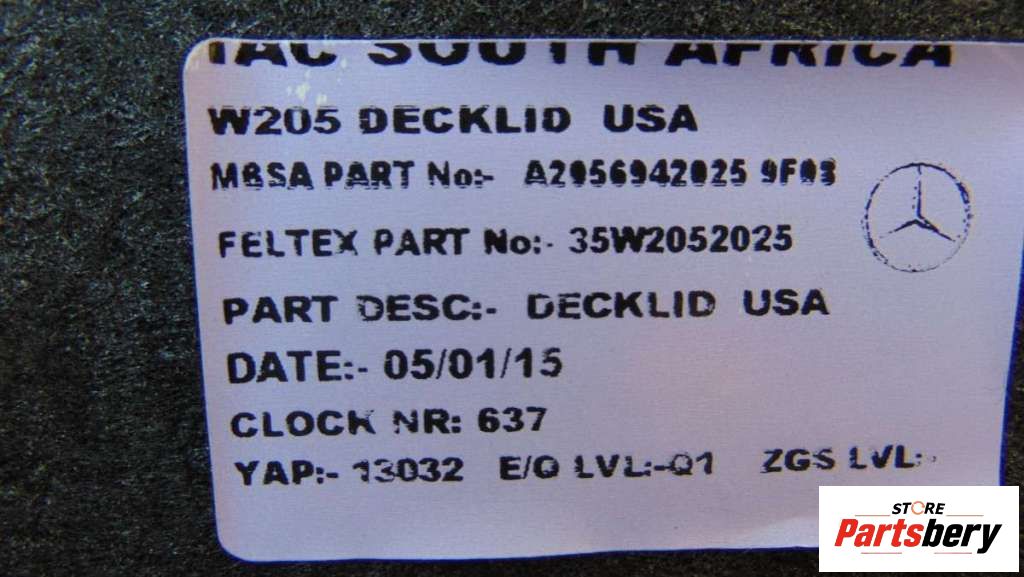 IAC SOUTH AFRICA
W205 DECKLID USA
MBSA PART No:- A2056942025 9F03
FELTEX PART No:- 35W2052025
PART DESC:- DECKLID USA
DATE:- 05/01/15
CLOCK NR: 637
YAP:- 13032 E/Q LVL:-Q1 ZGS LVL:-
STORE
Partsbery